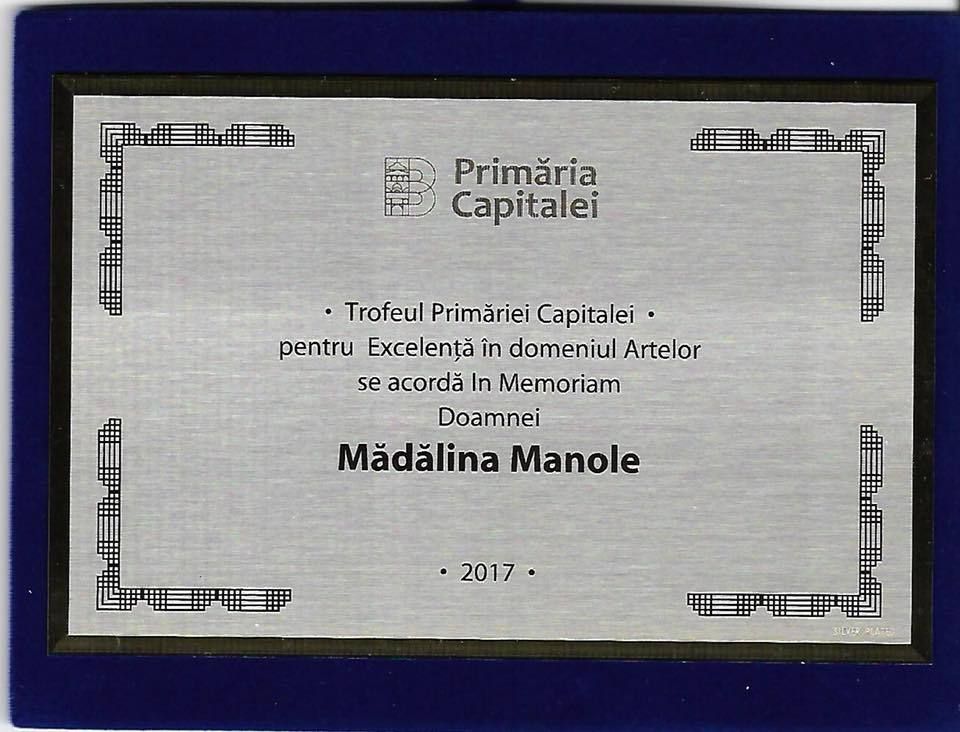 Primăria
Capitalei
• Trofeul Primăriei Capitalei •
pentru Excelență în domeniul Artelor
se acordă In Memoriam
Doamnei
Mădălina Manole
• 2017 •
SILVER PLATED